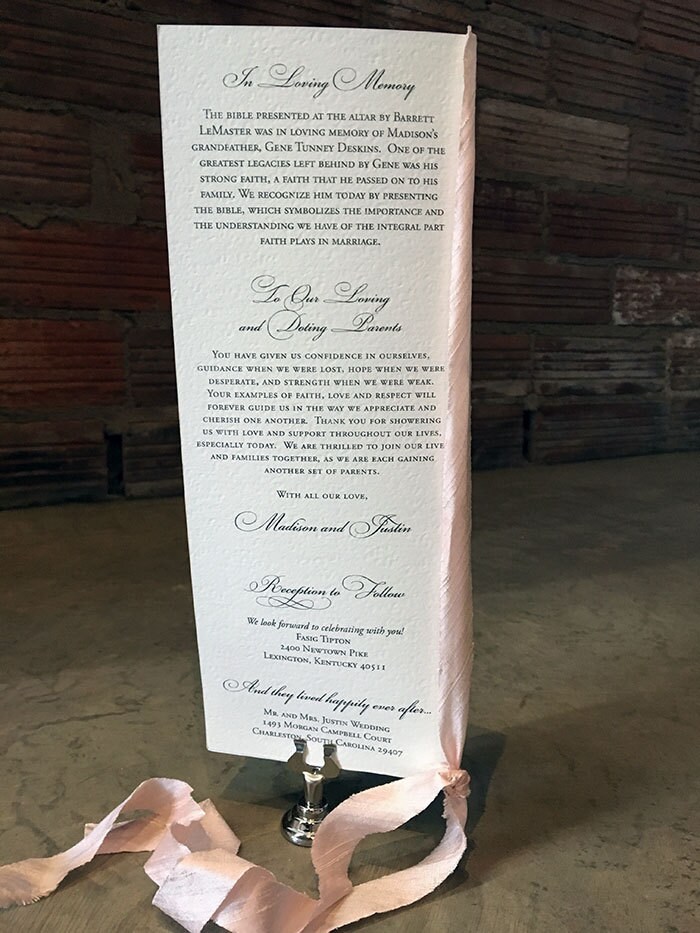 In Loving Memory
The Bible presented at the altar by Barrett
LeMaster was in loving memory of Madison's
grandfather, Gene Tunney Deskins. One of the
greatest legacies left behind by Gene was his
strong faith, a faith that he passed on to his
family. We recognize him today by presenting
the Bible, which symbolizes the importance and
the understanding we have of the integral part
faith plays in marriage.
To Our Loving
and Doting Parents
You have given us confidence in ourselves,
guidance when we were lost, hope when we were
desperate, and strength when we were weak.
Your examples of faith, love and respect will
forever guide us in the way we appreciate and
cherish one another. Thank you for showering
us with love and support throughout our lives,
especially today. We are thrilled to join our live
and families together, as we are each gaining
another set of parents.
With all our love,
Madison and Justin
Reception to Follow
We look forward to celebrating with you!
Fasig Tipton
2400 Newtown Pike
Lexington, Kentucky 40511
And they lived happily ever after...
Mr. and Mrs. Justin Wedding
1493 Morgan Campbell Court
Charleston, South Carolina 29407